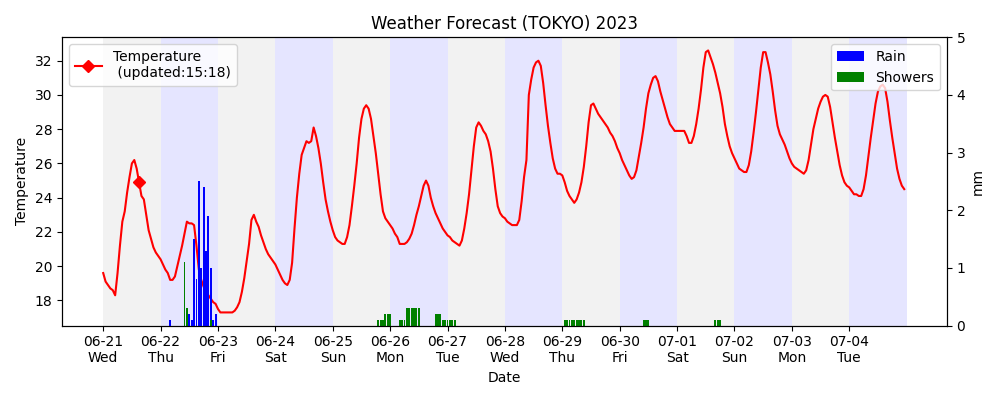 Weather Forecast (TOKYO) 2023
Temperature
(updated:15:18)
Rain
Showers
Temperature
32
30
28
26
24
22
20
18
5
4
3
2
1
0
mm
06-21 06-22 06-23 06-24 06-25 06-26 06-27 06-28 06-29 06-30 07-01 07-02 07-03 07-04
Wed Thu Fri Sat Sun Mon Tue Wed Thu Fri Sat Sun Mon Tue
Date